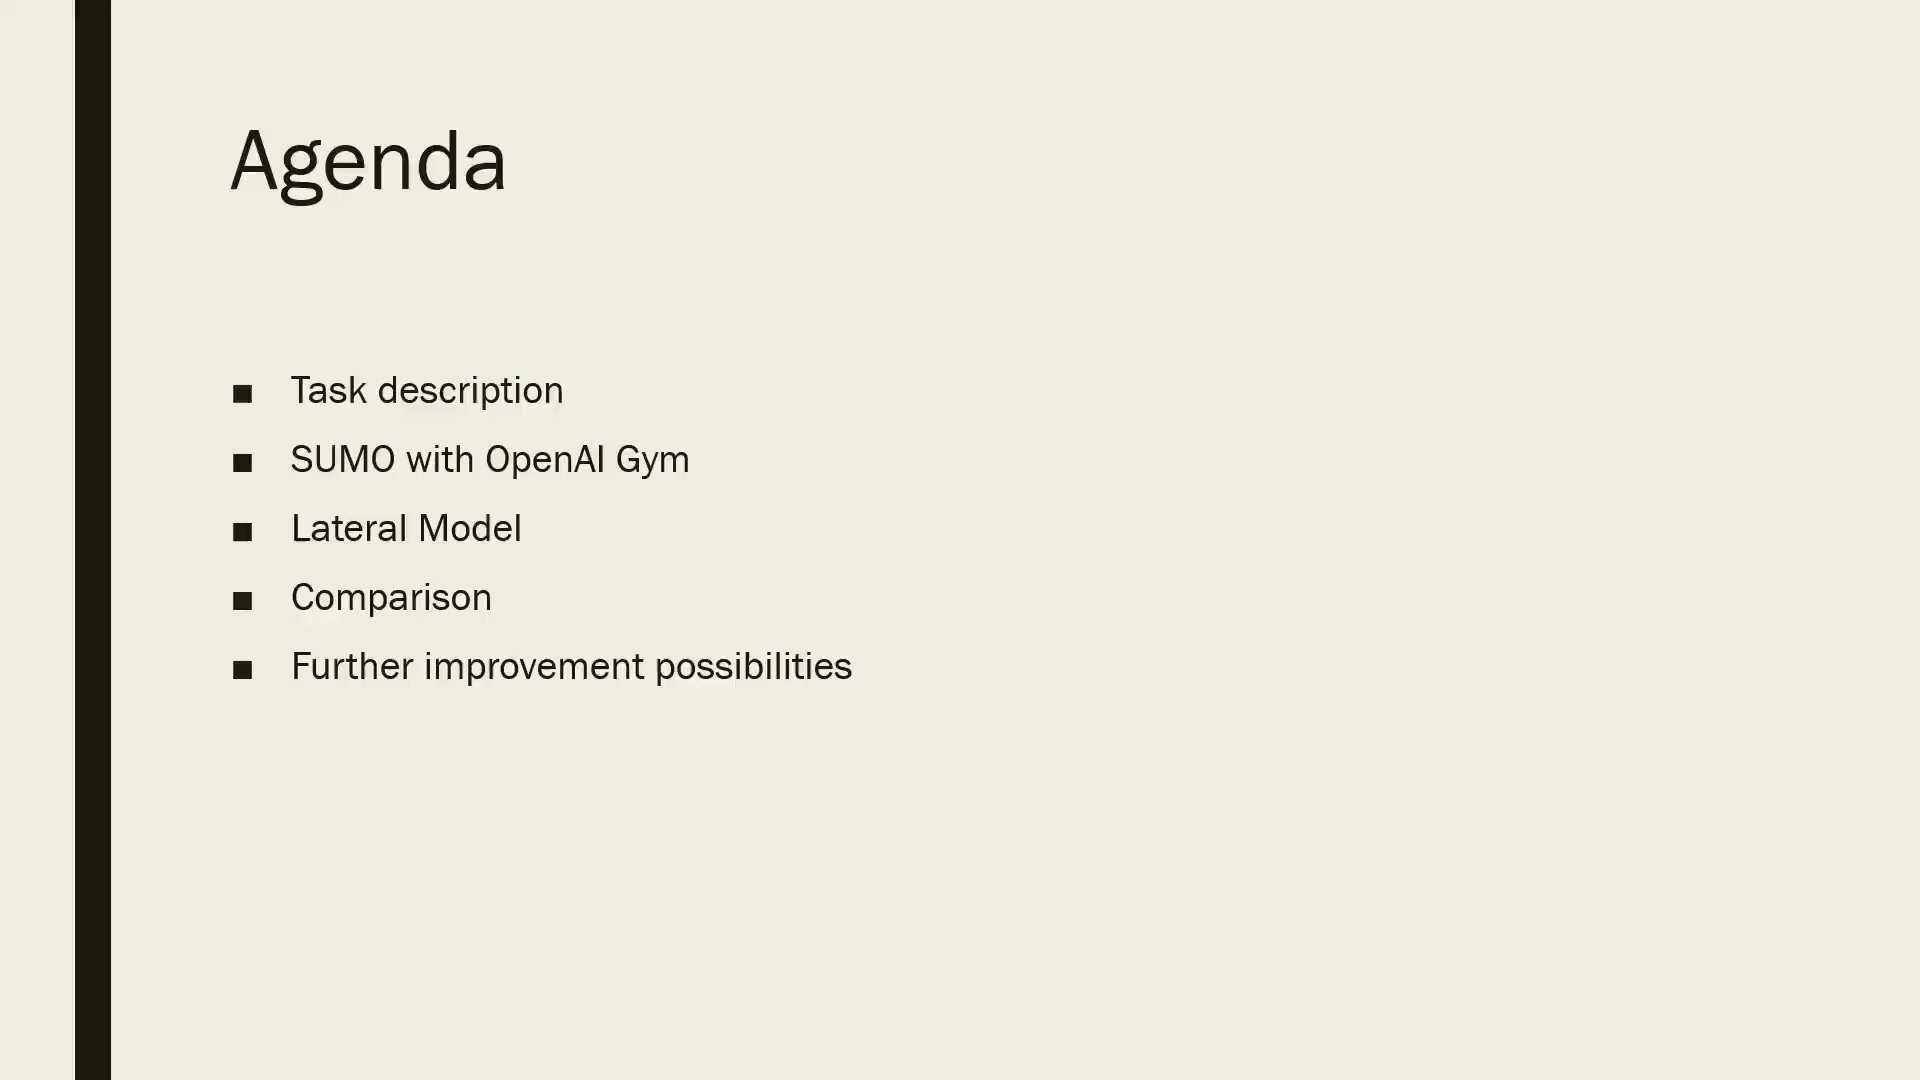 Agenda
■ Task description
■ SUMO with OpenAI Gym
■ Lateral Model
■ Comparison
■ Further improvement possibilities